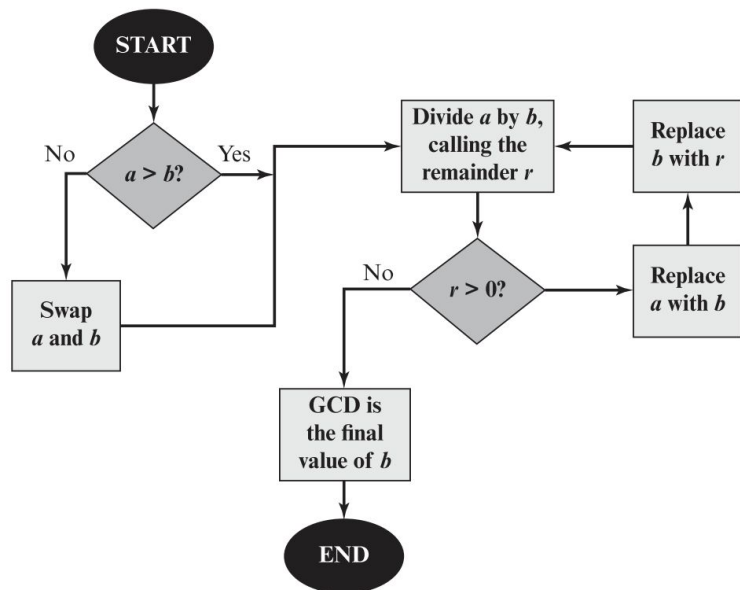 START
No
a > b?
Yes
Swap
a and b
Divide a by b,
calling the
remainder r
Replace
b with r
No
r > 0?
Replace
a with b
GCD is
the final
value of b
END